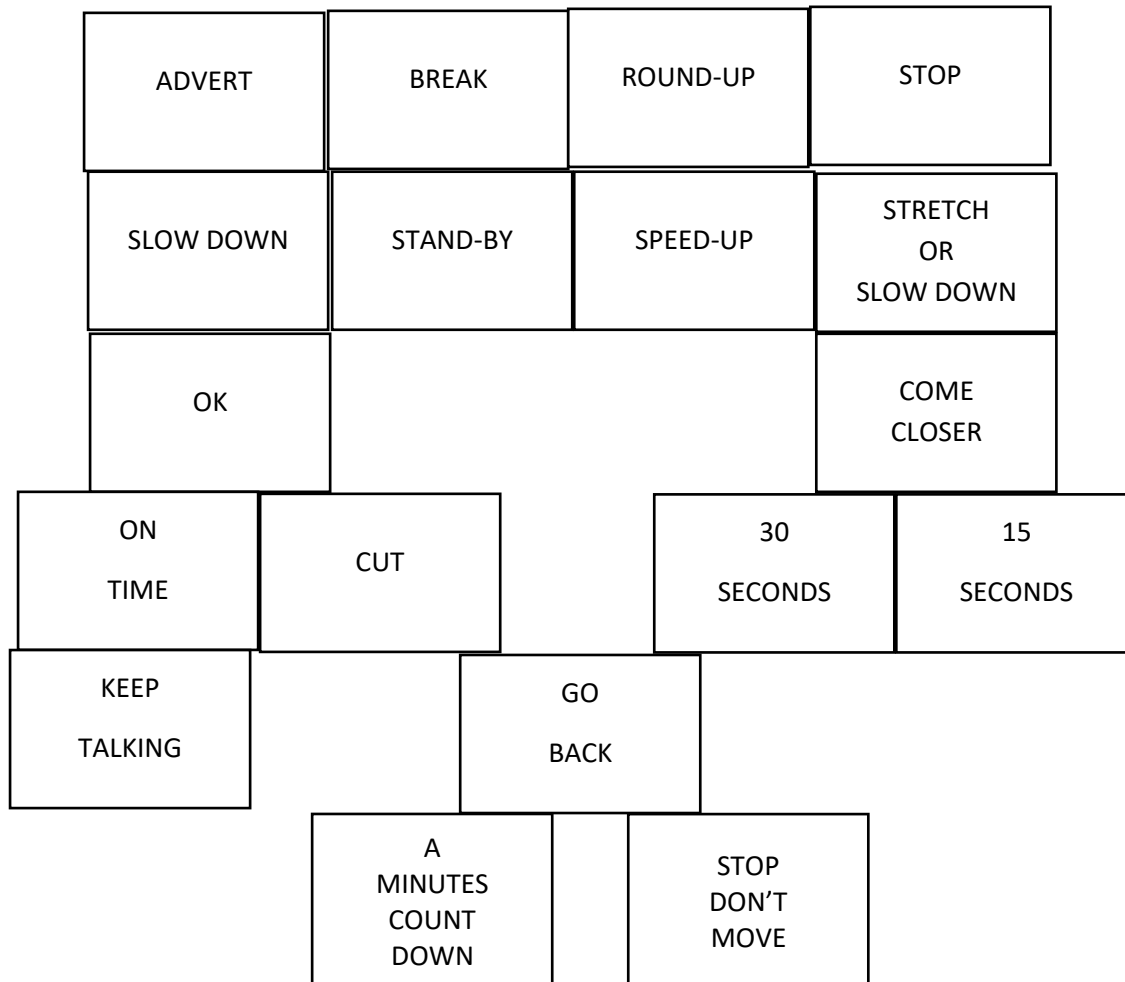 ADVERT
BREAK
ROUND-UP
STOP
SLOW DOWN
STAND-BY
SPEED-UP
STRETCH
OR
SLOW DOWN
OK
COME
CLOSER
ON
TIME
CUT
30
SECONDS
15
SECONDS
KEEP
TALKING
GO
BACK
A
MINUTES
COUNT
DOWN
STOP
DON’T
MOVE